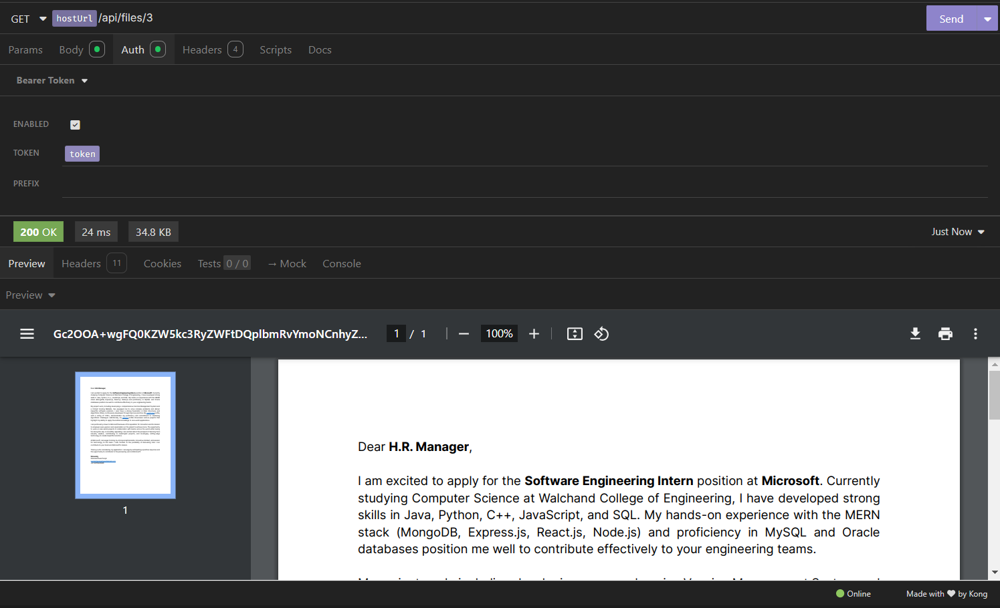 GET hostUrl /api/files/3 Send
Params Body Auth Headers 4 Scripts Docs
Bearer Token
ENABLED
TOKEN token
PREFIX
200 OK 24 ms 34.8 KB Just Now
Preview Headers 11 Cookies Tests 0 / 0 → Mock Console
Preview
Gc2OOA+wgFQ0KZW5kc3RyZWFtDQplbmRvYmoNCnhyZ... 1 / 1 100%
1
Dear H.R. Manager,
I am excited to apply for the Software Engineering Intern position at Microsoft. Currently
studying Computer Science at Walchand College of Engineering, I have developed strong
skills in Java, Python, C++, JavaScript, and SQL. My hands-on experience with the MERN
stack (MongoDB, Express.js, React.js, Node.js) and proficiency in MySQL and Oracle
databases position me well to contribute effectively to your engineering teams.
Online Made with by Kong